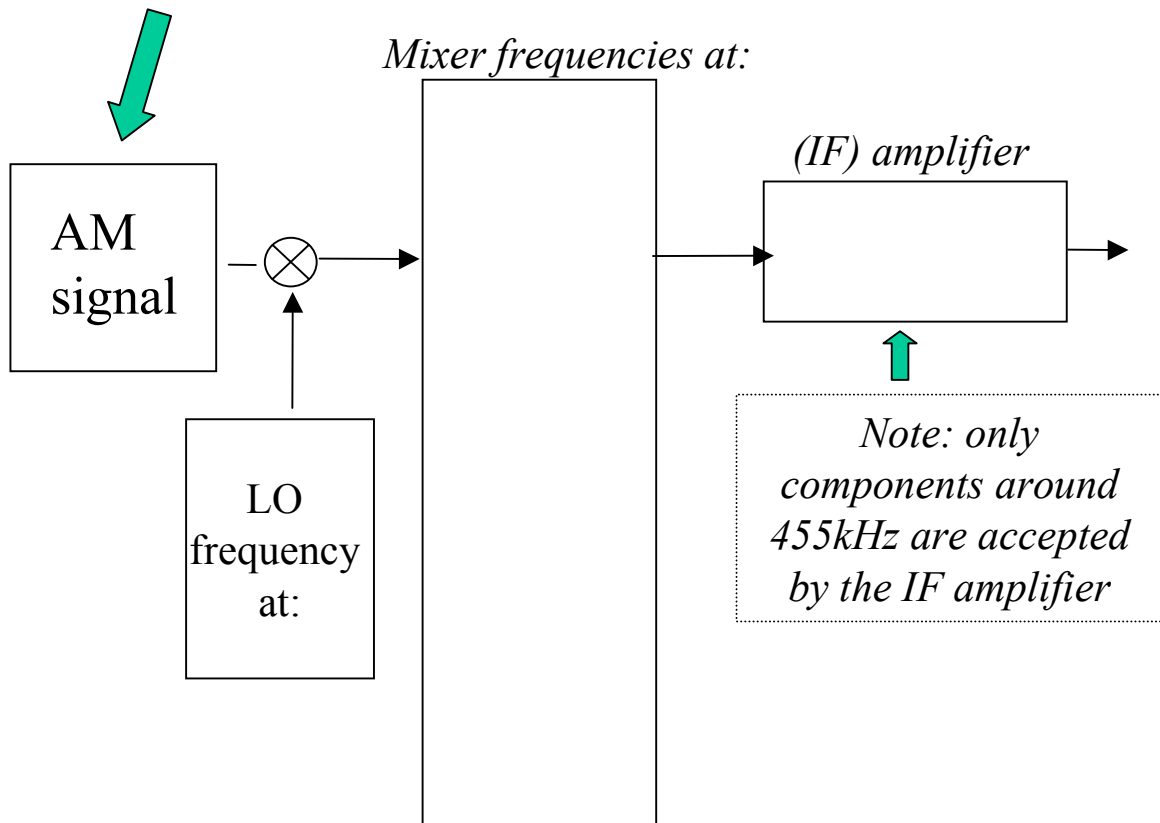 Mixer frequencies at:
(IF) amplifier
AM
signal
LO
frequency
at:
Note: only
components around
455kHz are accepted
by the IF amplifier